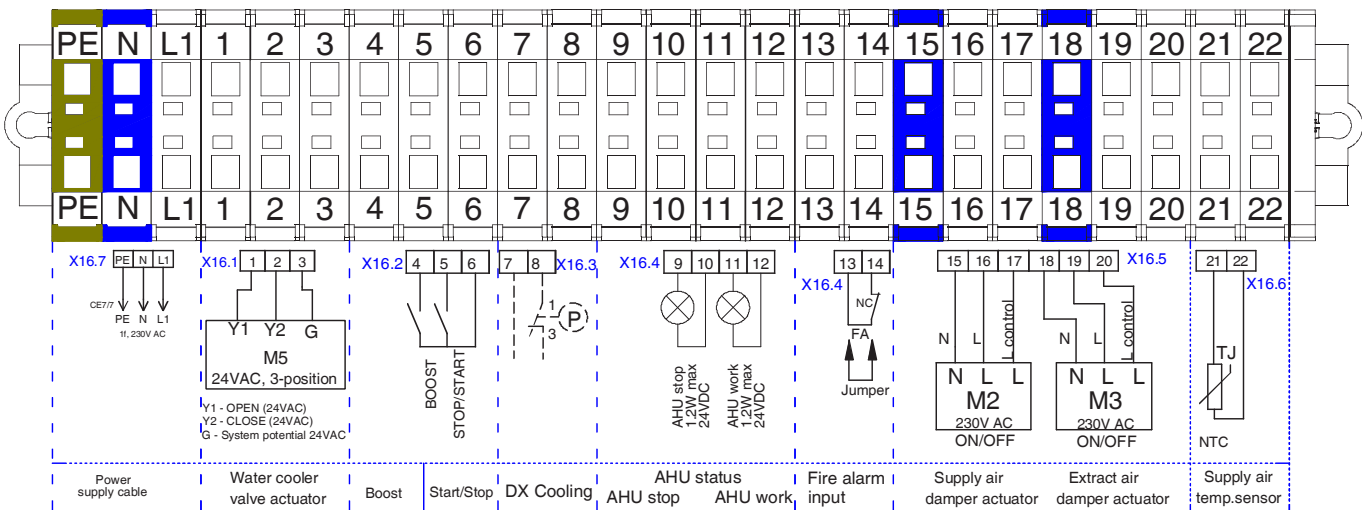 PE N L1 1 2 3 4 5 6 7 8 9 10 11 12 13 14 15 16 17 18 19 20 21 22
PE N L1 1 2 3 4 5 6 7 8 9 10 11 12 13 14 15 16 17 18 19 20 21 22
X16.7 PE N L1
CE7/7
PE N L1
1f, 230V AC
X16.1 1 2 3
Y1 Y2 G
M5
24VAC, 3-position
Y1 - OPEN (24VAC)
Y2 - CLOSE (24VAC)
G - System potential 24VAC
X16.2 4 5 6
BOOST
STOP/START
7 8 X16.3
1
P
3
X16.4 9 10 11 12
AHU stop
1.2W max
24VDC
AHU work
1.2W max
24VDC
13 14
X16.4
NC
FA
Jumper
15 16 17 18 19 20 X16.5
N L L control
N L L
M2
230V AC
ON/OFF
N L L control
N L L
M3
230V AC
ON/OFF
21 22
X16.6
TJ
NTC
Power
supply cable
Water cooler
valve actuator
Boost
Start/Stop
DX Cooling
AHU status
AHU stop AHU work
Fire alarm
input
Supply air
damper actuator
Extract air
damper actuator
Supply air
temp.sensor